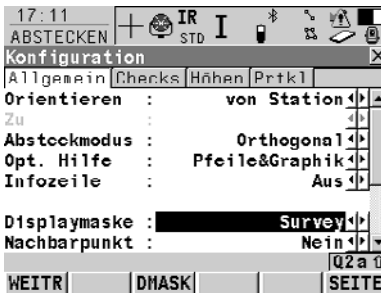 17:11
ABSTECKEN
IR
STD
I
Konfiguration
Allgemein Checks Höhen Prtkl
Orientieren : von Station
Zu :
Absteckmodus : Orthogonal
Opt. Hilfe : Pfeile&Graphik
Infozeile : Aus
Displaymaske : Survey
Nachbarpunkt : Nein
Q2a
WEITR DMASK SEITE